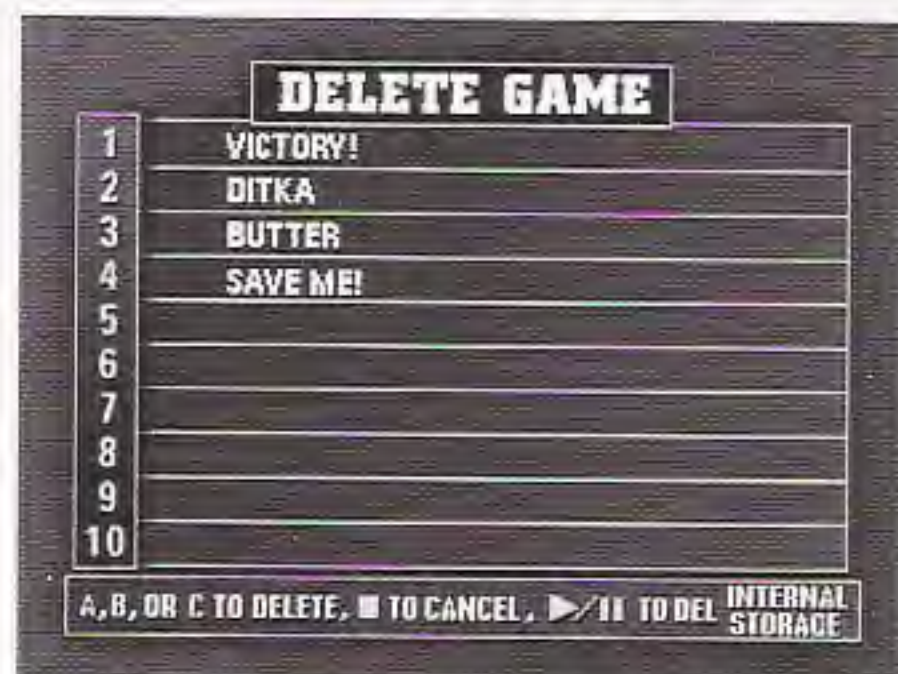 DELETE GAME
1 VICTORY!
2 DITKA
3 BUTTER
4 SAVE ME!
5
6
7
8
9
10
A, B, OR C TO DELETE, ■ TO CANCEL, ▶/II TO DEL INTERNAL STORAGE